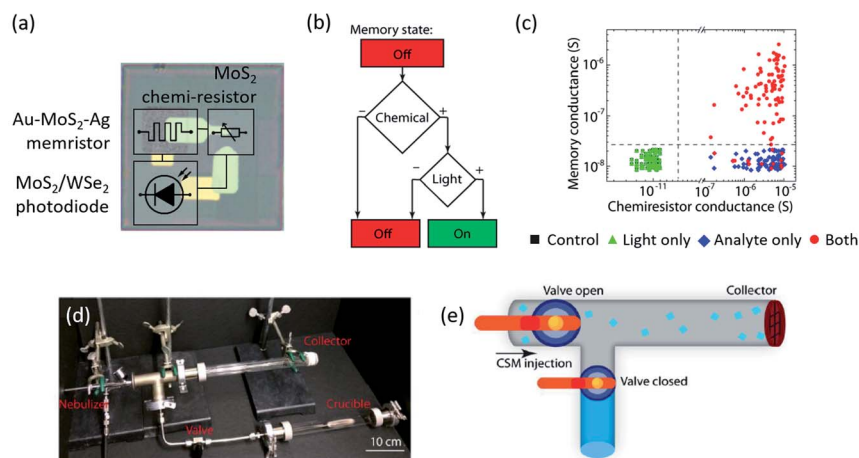 (a)
MoS2
chemi-resistor
Au-MoS2-Ag
memristor
MoS2/WSe2
photodiode
(b)
Memory state:
Off
−
+
Chemical
−
+
Light
Off
On
(c)
Memory conductance (S)
10-6
10-7
10-8
10-11
10-7
10-6
10-5
Chemiresistor conductance (S)
Control
Light only
Analyte only
Both
(d)
Collector
Nebulizer
Crucible
Valve
10 cm
(e)
Valve open
Collector
CSM injection
Valve closed